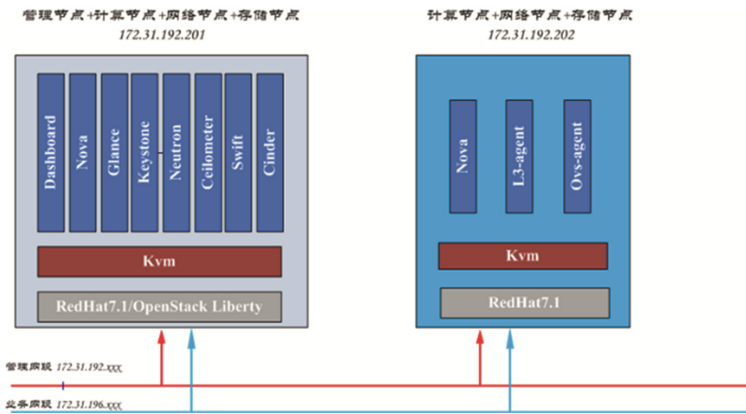 管理节点+计算节点+网络节点+存储节点
172.31.192.201
计算节点+网络节点+存储节点
172.31.192.202
Dashboard
Nova
Glance
Keystone
Neutron
Ceilometer
Swift
Cinder
Kvm
RedHat7.1/OpenStack Liberty
Nova
L3-agent
Ovs-agent
Kvm
RedHat7.1
管理网段 172.31.192.xxx
业务网段 172.31.196.xxx